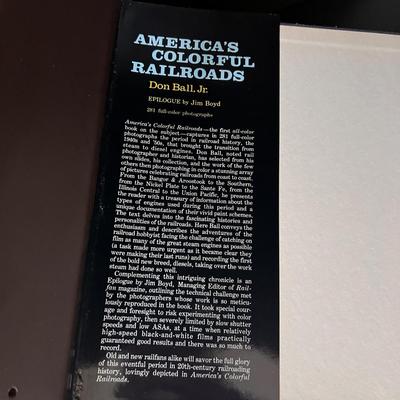 AMERICA'S
COLORFUL
RAILROADS
Don Ball, Jr.
EPILOGUE by Jim Boyd
281 full-color photographs
America's Colorful Railroads—the first all-color
book on the subject—captures in 281 full-color
photographs the period in railroad history, the
1940s and '50s, that brought the transition from
steam to diesel engines. Don Ball, noted rail
photographer and historian, has selected from his
own slides, his collection, and the work of the few
others then photographing in color a stunning array
of pictures celebrating railroads from coast to coast.
From the Bangor & Aroostook to the Southern,
from the Nickel Plate to the Santa Fe, from the
Illinois Central to the Union Pacific, he presents
the reader with a treasury of information about the
types of engines used during this period and a
unique documentation of their vivid paint schemes.
The text delves into the fascinating histories and
personalities of the railroads. Here Ball conveys the
enthusiasm and describes the adventures of the
railroad hobbyist facing the challenge of catching on
film as many of the great steam engines as possible
(a task made more urgent as it became clear they
were making their last runs) and recording the first
of the bold new breed, diesels, taking over the work
steam had done so well.
Complementing this intriguing chronicle is an
Epilogue by Jim Boyd, Managing Editor of Rail-
fan magazine, outlining the technical challenge met
by the photographers whose work is so meticu-
lously reproduced in the book. It took special cour-
age and foresight to risk experimenting with color
photography, then severely limited by slow shutter
speeds and low ASAs, at a time when relatively
high-speed black-and-white films practically
guaranteed good results and there was so much to
record.
Old and new railfans alike will savor the full glory
of this eventful period in 20th-century railroading
history, lovingly depicted in America's Colorful
Railroads.